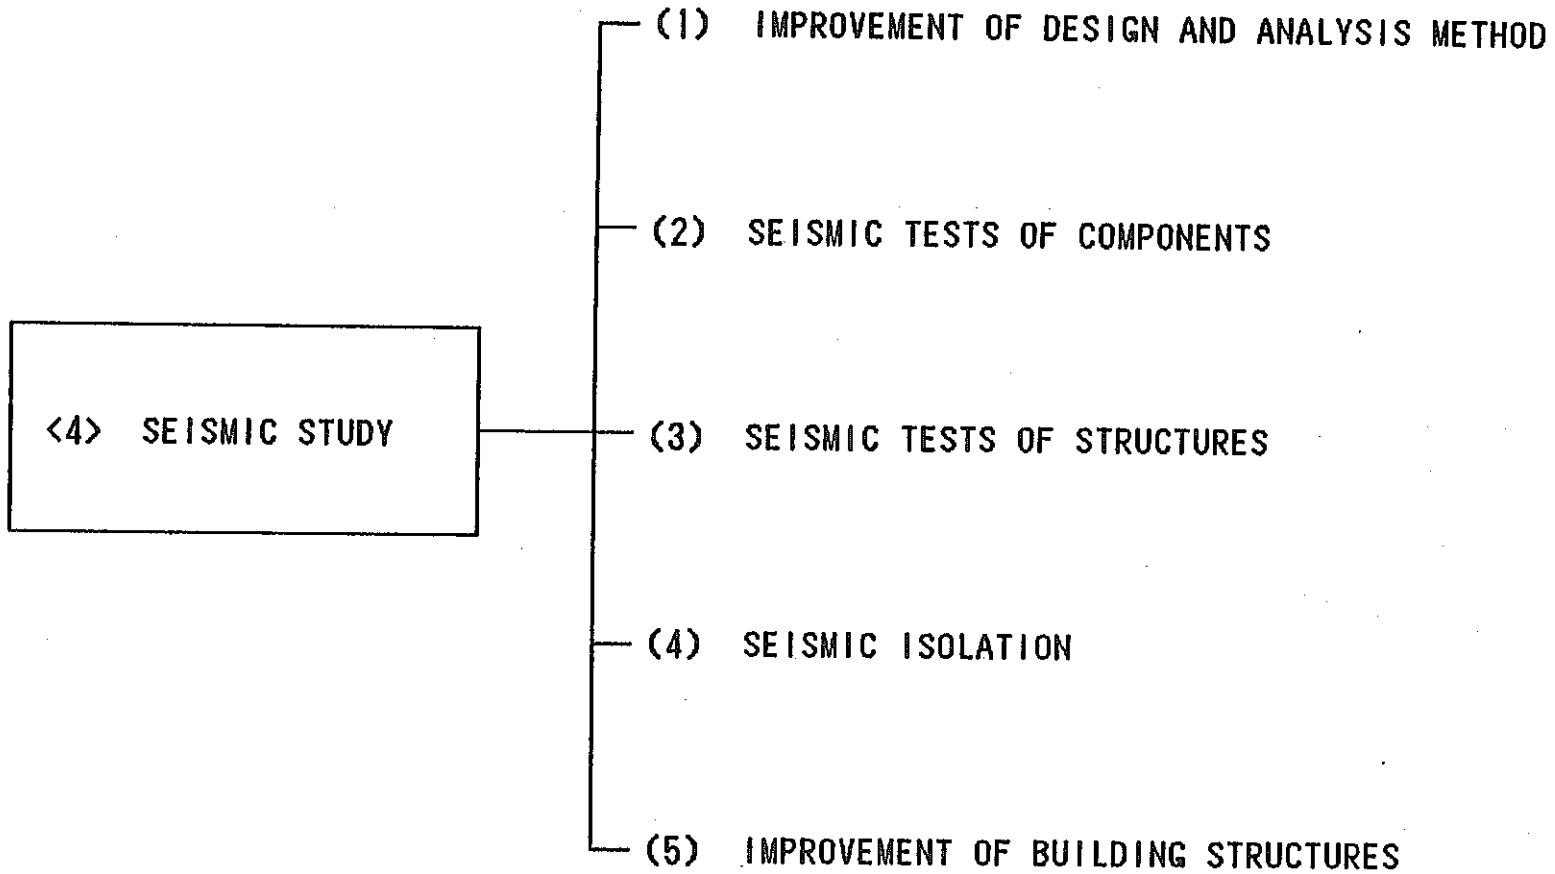 (1) IMPROVEMENT OF DESIGN AND ANALYSIS METHOD
(2) SEISMIC TESTS OF COMPONENTS
<4> SEISMIC STUDY
(3) SEISMIC TESTS OF STRUCTURES
(4) SEISMIC ISOLATION
(5) IMPROVEMENT OF BUILDING STRUCTURES